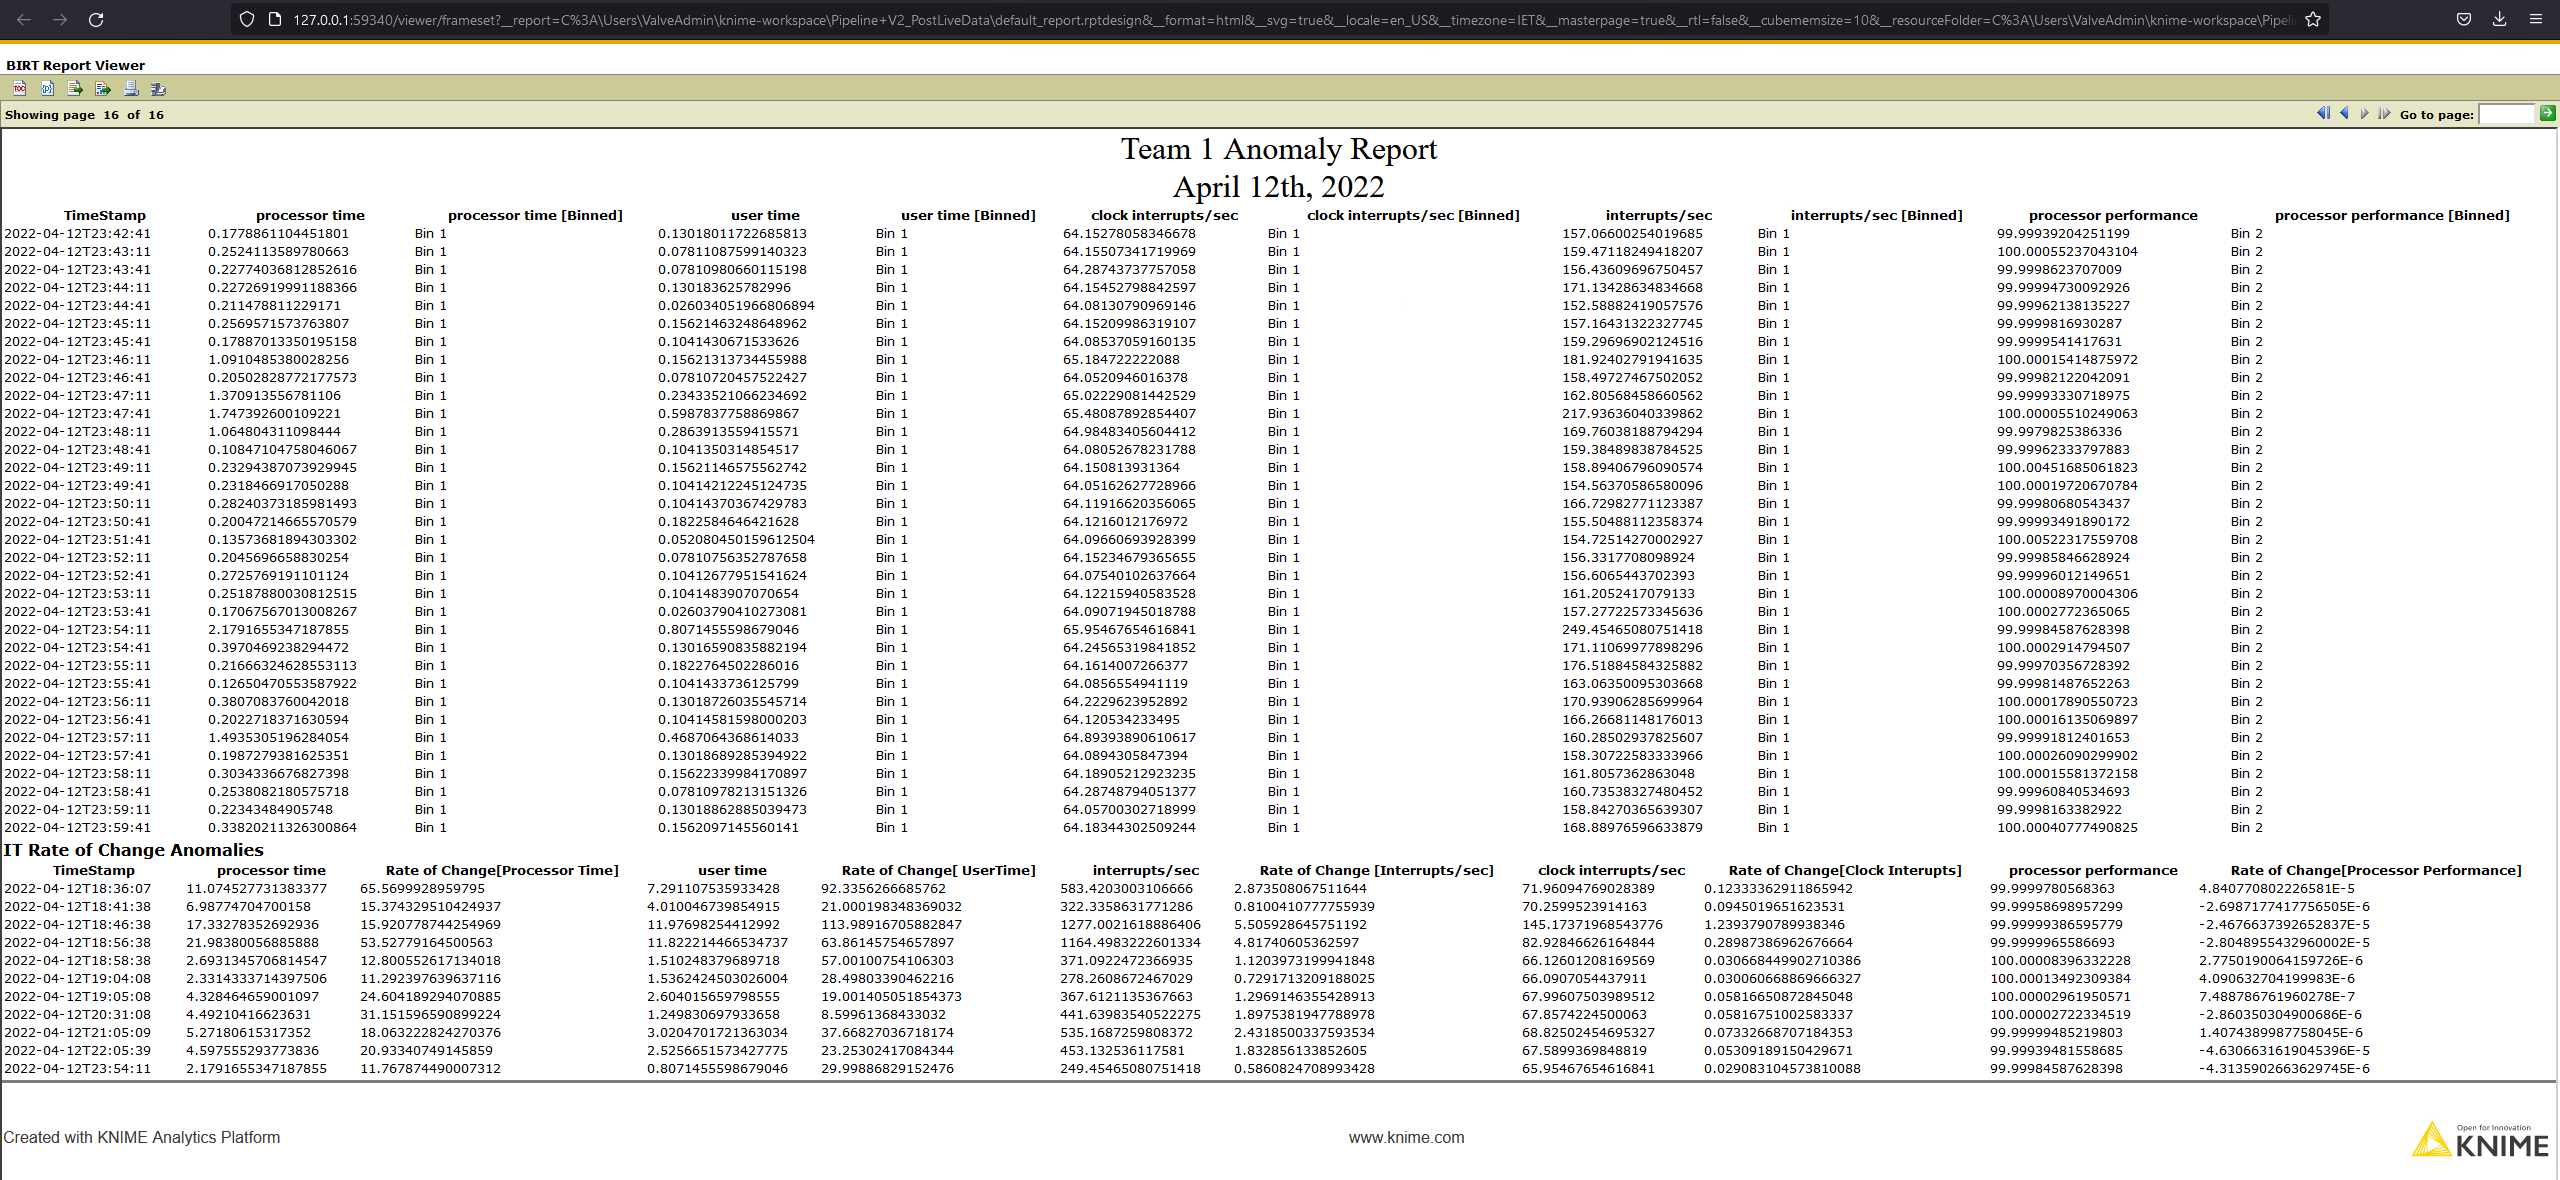 127.0.0.1:59340/viewer/frameset?__report=C%3A\Users\ValveAdmin\knime-workspace\Pipeline+V2_PostLiveData\default_report.rptdesign&__format=html&__svg=true&__locale=en_US&__timezone=IET&__masterpage=true&__rtl=false&__cubememsize=10&__resourceFolder=C%3A\Users\ValveAdmin\knime-workspace\Pipeli
BIRT Report Viewer
TOC
Showing page 16 of 16 Go to page:
Team 1 Anomaly Report
April 12th, 2022
TimeStamp processor time processor time [Binned] user time user time [Binned] clock interrupts/sec clock interrupts/sec [Binned] interrupts/sec interrupts/sec [Binned] processor performance processor performance [Binned]
2022-04-12T23:42:41 0.1778861104451801 Bin 1 0.13018011722685813 Bin 1 64.15278058346678 Bin 1 157.06600254019685 Bin 1 99.99939204251199 Bin 2
2022-04-12T23:43:11 0.2524113589780663 Bin 1 0.07811087599140323 Bin 1 64.15507341719969 Bin 1 159.47118249418207 Bin 1 100.00055237043104 Bin 2
2022-04-12T23:43:41 0.22774036812852616 Bin 1 0.07810980660115198 Bin 1 64.28743737757058 Bin 1 156.43609696750457 Bin 1 99.9998623707009 Bin 2
2022-04-12T23:44:11 0.22726919991188366 Bin 1 0.130183625782996 Bin 1 64.15452798842597 Bin 1 171.13428634834668 Bin 1 99.99994730092926 Bin 2
2022-04-12T23:44:41 0.211478811229171 Bin 1 0.026034051966806894 Bin 1 64.08130790969146 Bin 1 152.58882419057576 Bin 1 99.99962138135227 Bin 2
2022-04-12T23:45:11 0.2569571573763807 Bin 1 0.15621463248648962 Bin 1 64.15209986319107 Bin 1 157.16431322327745 Bin 1 99.9999816930287 Bin 2
2022-04-12T23:45:41 0.17887013350195158 Bin 1 0.1041430671533626 Bin 1 64.08537059160135 Bin 1 159.29696902124516 Bin 1 99.9999541417631 Bin 2
2022-04-12T23:46:11 1.0910485380028256 Bin 1 0.15621313734455988 Bin 1 65.184722222088 Bin 1 181.92402791941635 Bin 1 100.00015414875972 Bin 2
2022-04-12T23:46:41 0.20502828772177573 Bin 1 0.07810720457522427 Bin 1 64.0520946016378 Bin 1 158.49727467502052 Bin 1 99.99982122042091 Bin 2
2022-04-12T23:47:11 1.370913556781106 Bin 1 0.23433521066234692 Bin 1 65.02229081442529 Bin 1 162.80568458660562 Bin 1 99.99993330718975 Bin 2
2022-04-12T23:47:41 1.747392600109221 Bin 1 0.5987837758869867 Bin 1 65.48087892854407 Bin 1 217.93636040339862 Bin 1 100.00005510249063 Bin 2
2022-04-12T23:48:11 1.064804311098444 Bin 1 0.2863913559415571 Bin 1 64.98483405604412 Bin 1 169.76038187894294 Bin 1 99.9979825386336 Bin 2
2022-04-12T23:48:41 0.10847104758046067 Bin 1 0.1041350314854517 Bin 1 64.08052678231788 Bin 1 159.38489838784525 Bin 1 99.99962333797883 Bin 2
2022-04-12T23:49:11 0.23294387073929945 Bin 1 0.15621146575562742 Bin 1 64.150813931364 Bin 1 158.89406796090574 Bin 1 100.00451685061823 Bin 2
2022-04-12T23:49:41 0.2318466917050288 Bin 1 0.10414212245124735 Bin 1 64.05162627728966 Bin 1 154.56370586580096 Bin 1 100.00019720670784 Bin 2
2022-04-12T23:50:11 0.28240373185981493 Bin 1 0.10414370367429783 Bin 1 64.11916620356065 Bin 1 166.72982771123387 Bin 1 99.99980680543437 Bin 2
2022-04-12T23:50:41 0.20047214665570579 Bin 1 0.1822584646421628 Bin 1 64.1216012176972 Bin 1 155.50488112358374 Bin 1 99.99993491890172 Bin 2
2022-04-12T23:51:41 0.13573681894303302 Bin 1 0.052080450159612504 Bin 1 64.09660693928399 Bin 1 154.72514270002927 Bin 1 100.00522317559708 Bin 2
2022-04-12T23:52:11 0.2045696658830254 Bin 1 0.07810756352787658 Bin 1 64.15234679365655 Bin 1 156.3317708098924 Bin 1 99.99985846628924 Bin 2
2022-04-12T23:52:41 0.2725769191101124 Bin 1 0.10412677951541624 Bin 1 64.07540102637664 Bin 1 156.6065443702393 Bin 1 99.99996012149651 Bin 2
2022-04-12T23:53:11 0.25187880030812515 Bin 1 0.1041483907070654 Bin 1 64.12215940583528 Bin 1 161.2052417079133 Bin 1 100.00008970004306 Bin 2
2022-04-12T23:53:41 0.17067567013008267 Bin 1 0.02603790410273081 Bin 1 64.09071945018788 Bin 1 157.27722573345636 Bin 1 100.0002772365065 Bin 2
2022-04-12T23:54:11 2.1791655347187855 Bin 1 0.8071455598679046 Bin 1 65.95467654616841 Bin 1 249.45465080751418 Bin 1 99.99984587628398 Bin 2
2022-04-12T23:54:41 0.3970469238294472 Bin 1 0.13016590835882194 Bin 1 64.24565319841852 Bin 1 171.11069977898296 Bin 1 100.0002914794507 Bin 2
2022-04-12T23:55:11 0.21666324628553113 Bin 1 0.1822764502286016 Bin 1 64.1614007266377 Bin 1 176.51884584325882 Bin 1 99.99970356728392 Bin 2
2022-04-12T23:55:41 0.12650470553587922 Bin 1 0.1041433736125799 Bin 1 64.0856554941119 Bin 1 163.06350095303668 Bin 1 99.99981487652263 Bin 2
2022-04-12T23:56:11 0.3807083760042018 Bin 1 0.13018726035545714 Bin 1 64.2229623952892 Bin 1 170.93906285699964 Bin 1 100.00017890550723 Bin 2
2022-04-12T23:56:41 0.2022718371630594 Bin 1 0.10414581598000203 Bin 1 64.120534233495 Bin 1 166.26681148176013 Bin 1 100.00016135069897 Bin 2
2022-04-12T23:57:11 1.4935305196284054 Bin 1 0.4687064368614033 Bin 1 64.89393890610617 Bin 1 160.28502937825607 Bin 1 99.99991812401653 Bin 2
2022-04-12T23:57:41 0.1987279381625351 Bin 1 0.13018689285394922 Bin 1 64.0894305847394 Bin 1 158.30722583333966 Bin 1 100.00026090299902 Bin 2
2022-04-12T23:58:11 0.3034336676827398 Bin 1 0.15622339984170897 Bin 1 64.18905212923235 Bin 1 161.8057362863048 Bin 1 100.00015581372158 Bin 2
2022-04-12T23:58:41 0.2538082180575718 Bin 1 0.07810978213151326 Bin 1 64.28748794051377 Bin 1 160.73538327480452 Bin 1 99.99960840534693 Bin 2
2022-04-12T23:59:11 0.22343484905748 Bin 1 0.13018862885039473 Bin 1 64.05700302718999 Bin 1 158.84270365639307 Bin 1 99.9998163382922 Bin 2
2022-04-12T23:59:41 0.33820211326300864 Bin 1 0.1562097145560141 Bin 1 64.18344302509244 Bin 1 168.88976596633879 Bin 1 100.00040777490825 Bin 2
IT Rate of Change Anomalies
TimeStamp processor time Rate of Change[Processor Time] user time Rate of Change[ UserTime] interrupts/sec Rate of Change [Interrupts/sec] clock interrupts/sec Rate of Change[Clock Interupts] processor performance Rate of Change[Processor Performance]
2022-04-12T18:36:07 11.074527731383377 65.5699928959795 7.291107535933428 92.3356266685762 583.4203003106666 2.873508067511644 71.96094769028389 0.12333362911865942 99.9999780568363 4.840770802226581E-5
2022-04-12T18:41:38 6.98774704700158 15.374329510424937 4.010046739854915 21.000198348369032 322.3358631771286 0.8100410777755939 70.2599523914163 0.0945019651623531 99.99958698957299 -2.6987177417756505E-6
2022-04-12T18:46:38 17.33278352692936 15.920778744254969 11.97698254412992 113.98916705882847 1277.0021618886406 5.505928645751192 145.17371968543776 1.2393790789938346 99.99999386595779 -2.4676637392652837E-5
2022-04-12T18:56:38 21.98380056885888 53.52779164500563 11.822214466534737 63.86145754657897 1164.4983222601334 4.81740605362597 82.92846626164844 0.28987386962676664 99.9999965586693 -2.8048955432960002E-5
2022-04-12T18:58:38 2.6931345706814547 12.800552617134018 1.510248379689718 57.00100754106303 371.0922472366935 1.1203973199941848 66.12601208169569 0.030668449902710386 100.00008396332228 2.7750190064159726E-6
2022-04-12T19:04:08 2.3314333714397506 11.292397639637116 1.5362424503026004 28.49803390462216 278.2608672467029 0.7291713209188025 66.0907054437911 0.030060668869666327 100.00013492309384 4.090632704199983E-6
2022-04-12T19:05:08 4.328464659001097 24.604189294070885 2.604015659798555 19.001405051854373 367.6121135367663 1.2969146355428913 67.99607503989512 0.05816650872845048 100.00002961950571 7.488786761960278E-7
2022-04-12T20:31:08 4.49210416623631 31.151596590899224 1.249830697933658 8.59961368433032 441.63983540522275 1.8975381947788978 67.8574224500063 0.05816751002583337 100.00002722334519 -2.860350304900686E-6
2022-04-12T21:05:09 5.27180615317352 18.063222824270376 3.0204701721363034 37.66827036718174 535.1687259808372 2.4318500337593534 68.82502454695327 0.07332668707184353 99.99999485219803 1.4074389987758045E-6
2022-04-12T22:05:39 4.597555293773836 20.93340749145859 2.5256651573427775 23.25302417084344 453.132536117581 1.832856133852605 67.5899369848819 0.05309189150429671 99.99939481558685 -4.6306631619045396E-5
2022-04-12T23:54:11 2.1791655347187855 11.767874490007312 0.8071455598679046 29.99886829152476 249.45465080751418 0.5860824708993428 65.95467654616841 0.029083104573810088 99.99984587628398 -4.3135902663629745E-6
Created with KNIME Analytics Platform www.knime.com Open for Innovation
KNIME